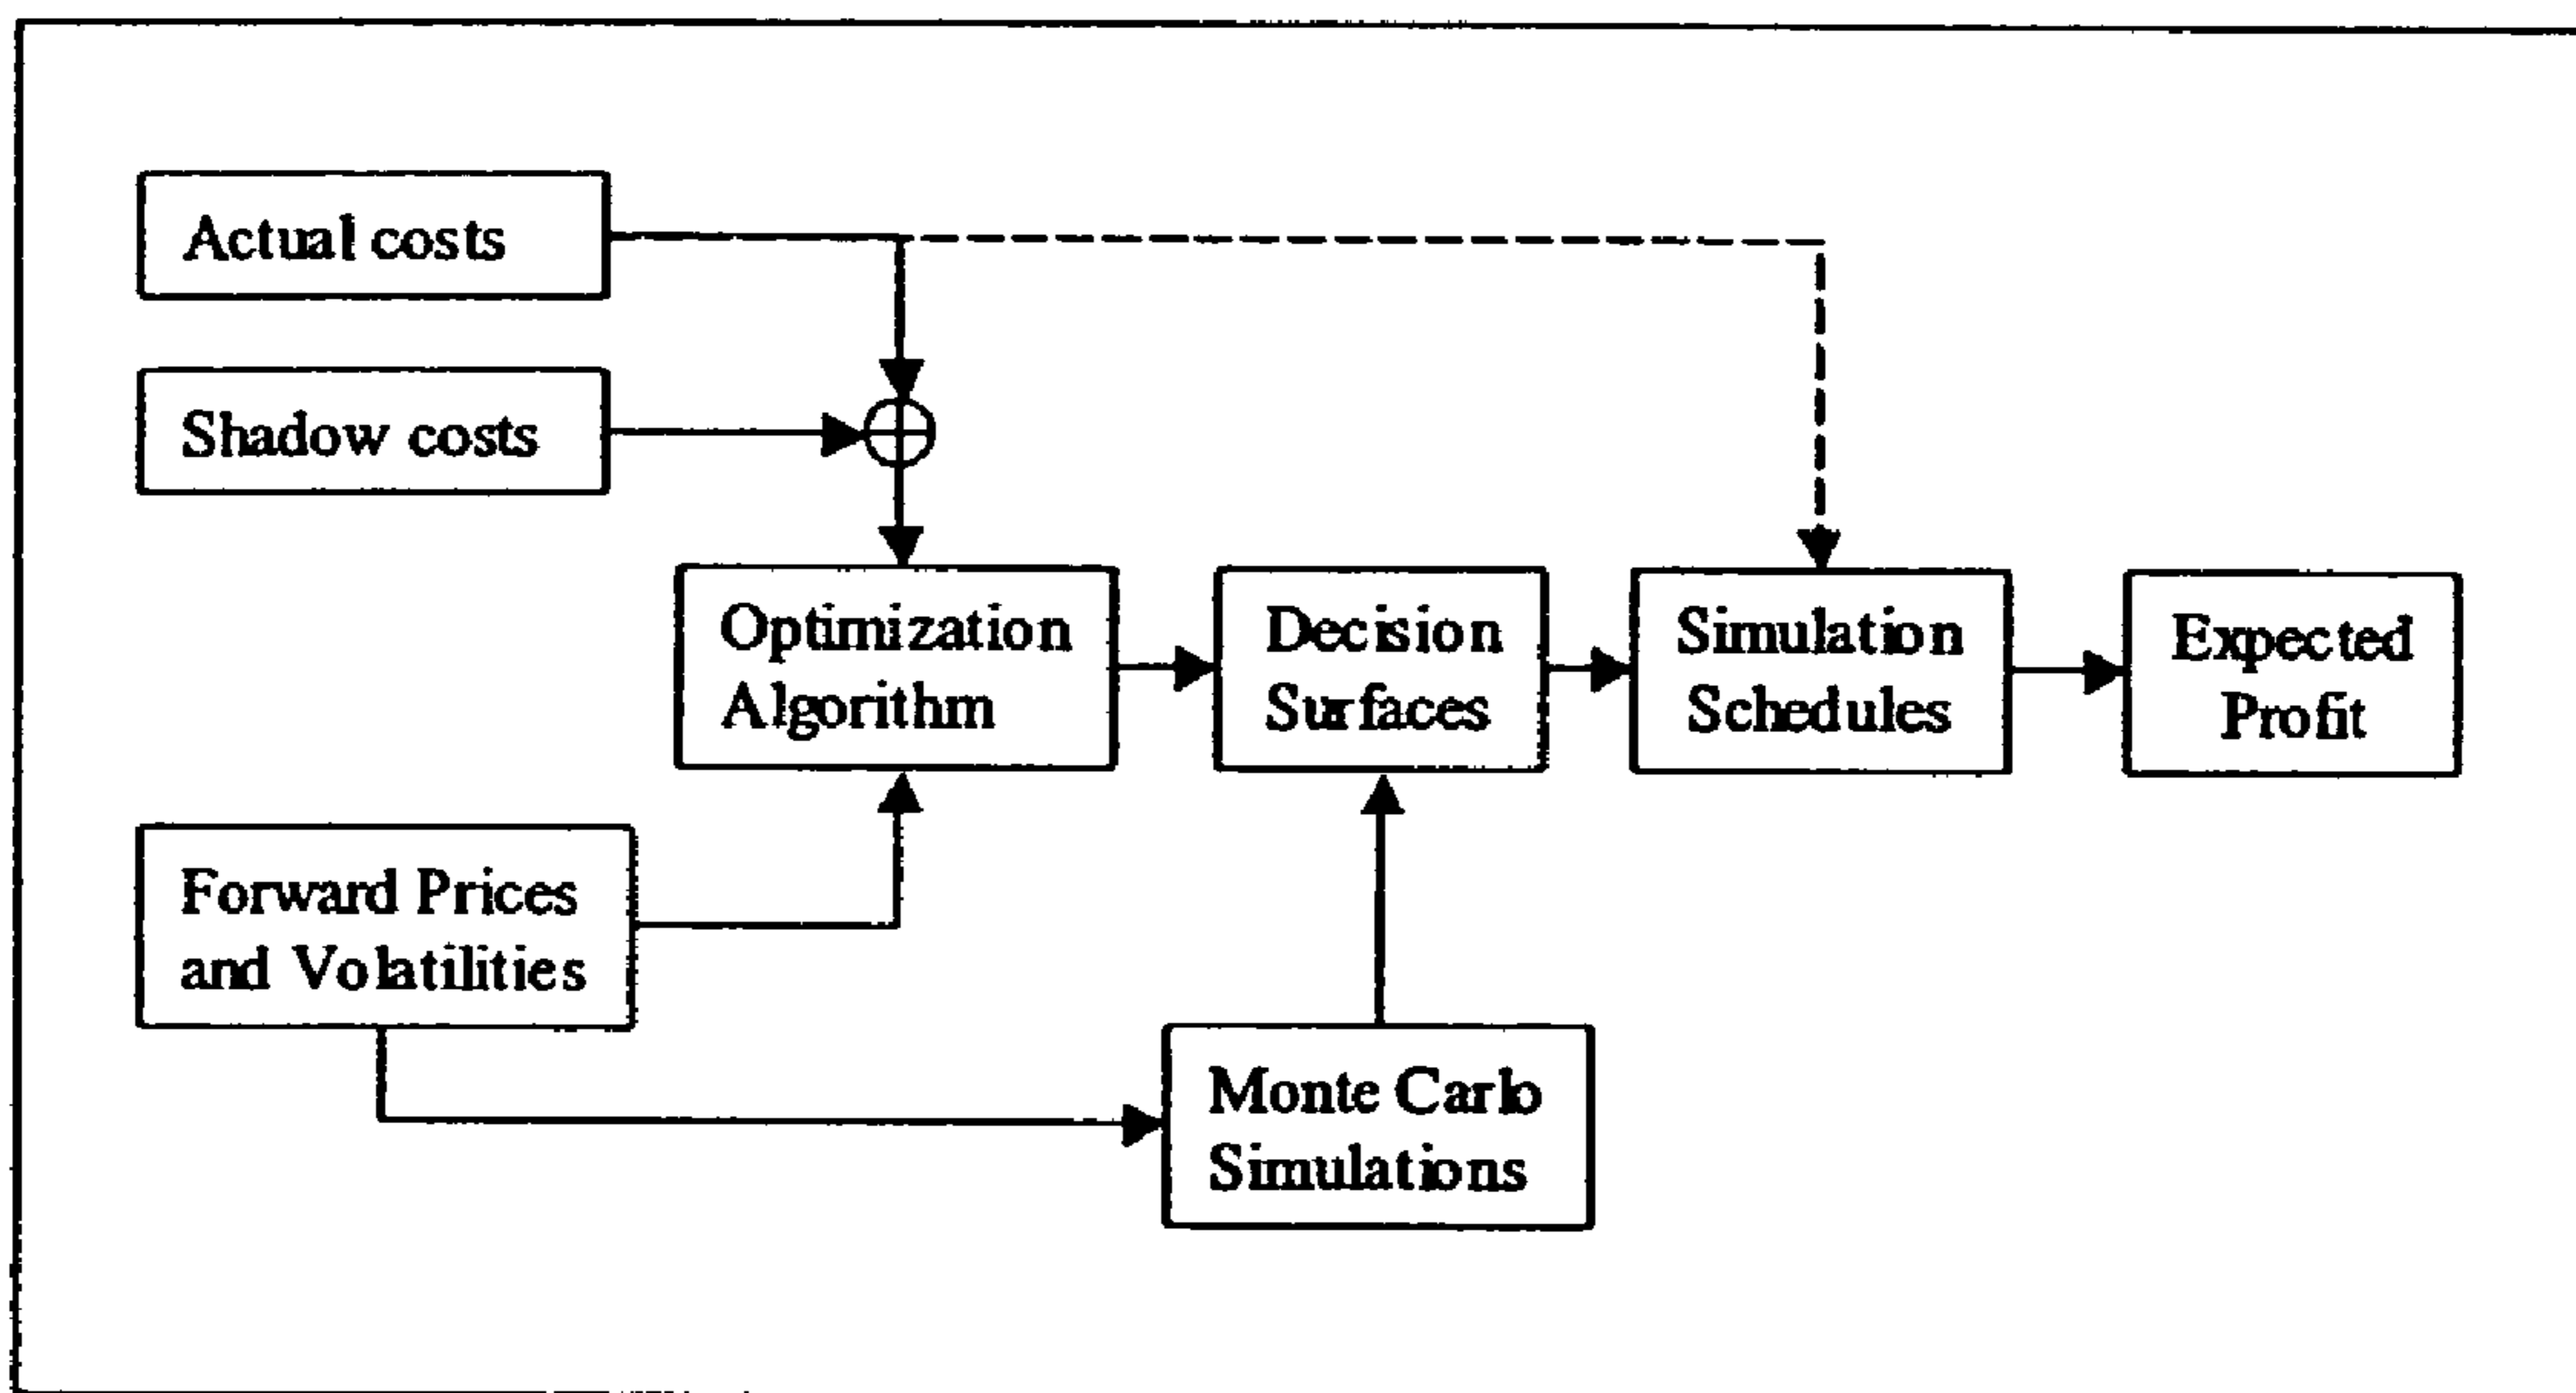 Actual costs
Shadow costs
Optimization
Algorithm
Decision
Surfaces
Simulation
Schedules
Expected
Profit
Forward Prices
and Volatilities
Monte Carlo
Simulations